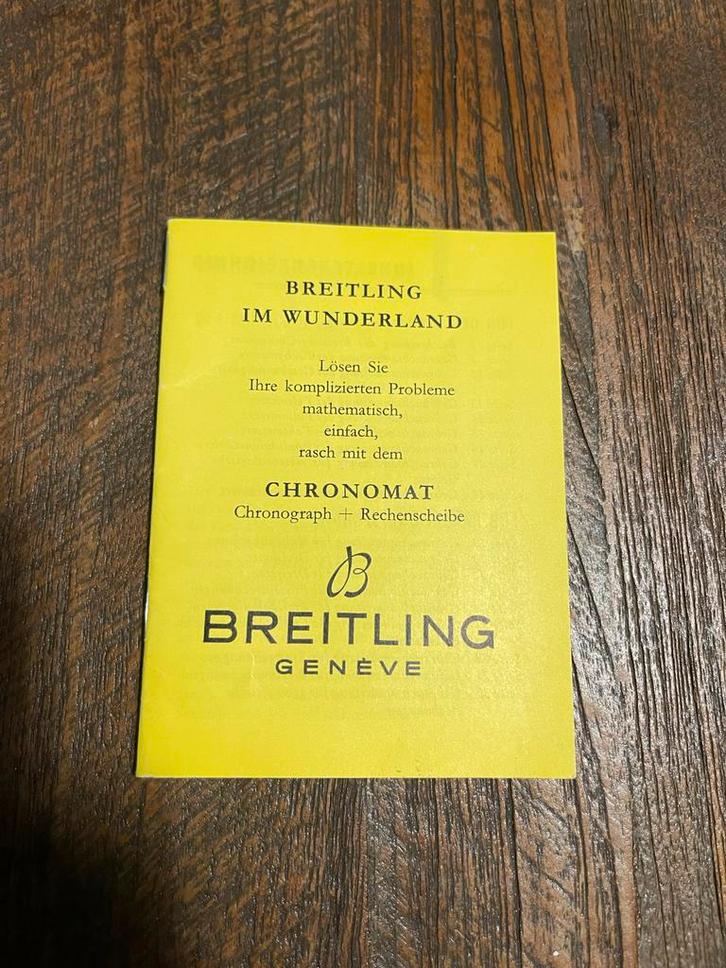 BREITLING
IM WUNDERLAND
Lösen Sie
Ihre komplizierten Probleme
mathematisch,
einfach,
rasch mit dem
CHRONOMAT
Chronograph + Rechenscheibe
B
BREITLING
GENÈVE